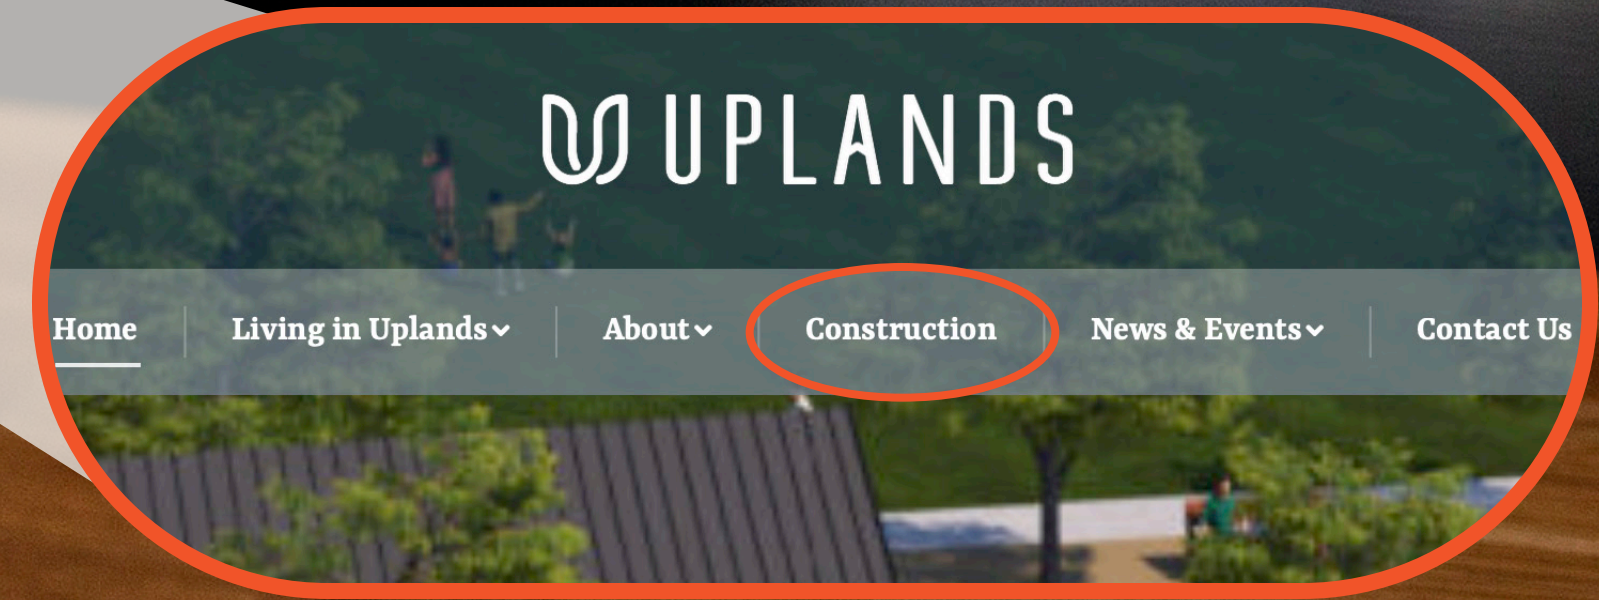 UPLANDS
Home Living in Uplands About Construction News & Events Contact Us